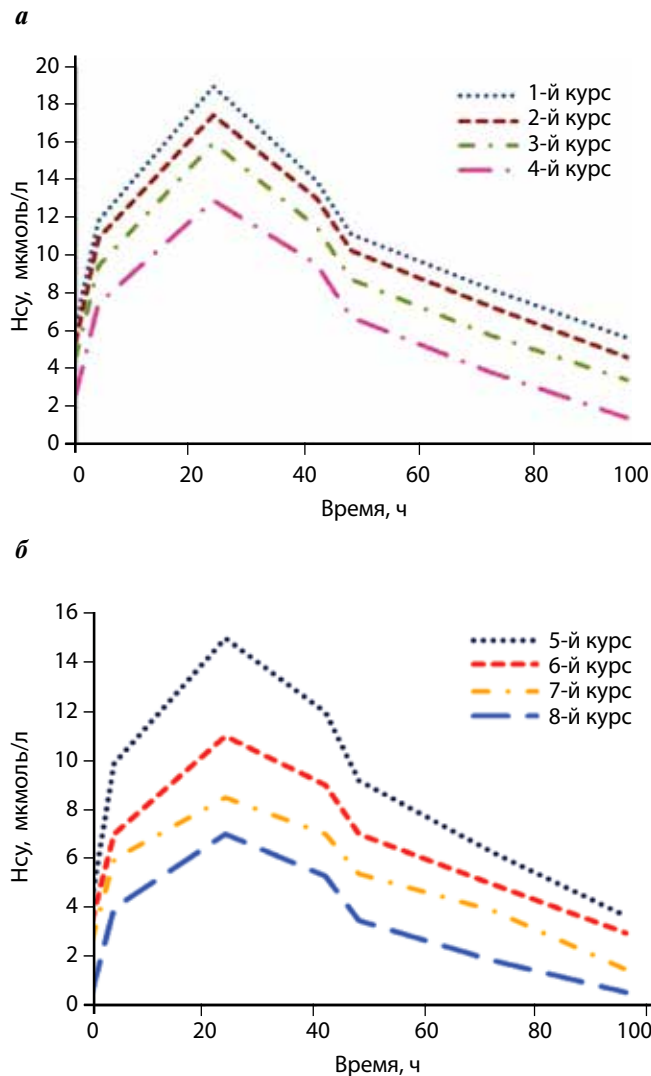 а
20
18
16
14
12
10
8
6
4
2
0
Нсу, мкмоль/л
1-й курс
2-й курс
3-й курс
4-й курс
0 20 40 60 80 100
Время, ч
б
16
14
12
10
8
6
4
2
0
Нсу, мкмоль/л
5-й курс
6-й курс
7-й курс
8-й курс
0 20 40 60 80 100
Время, ч